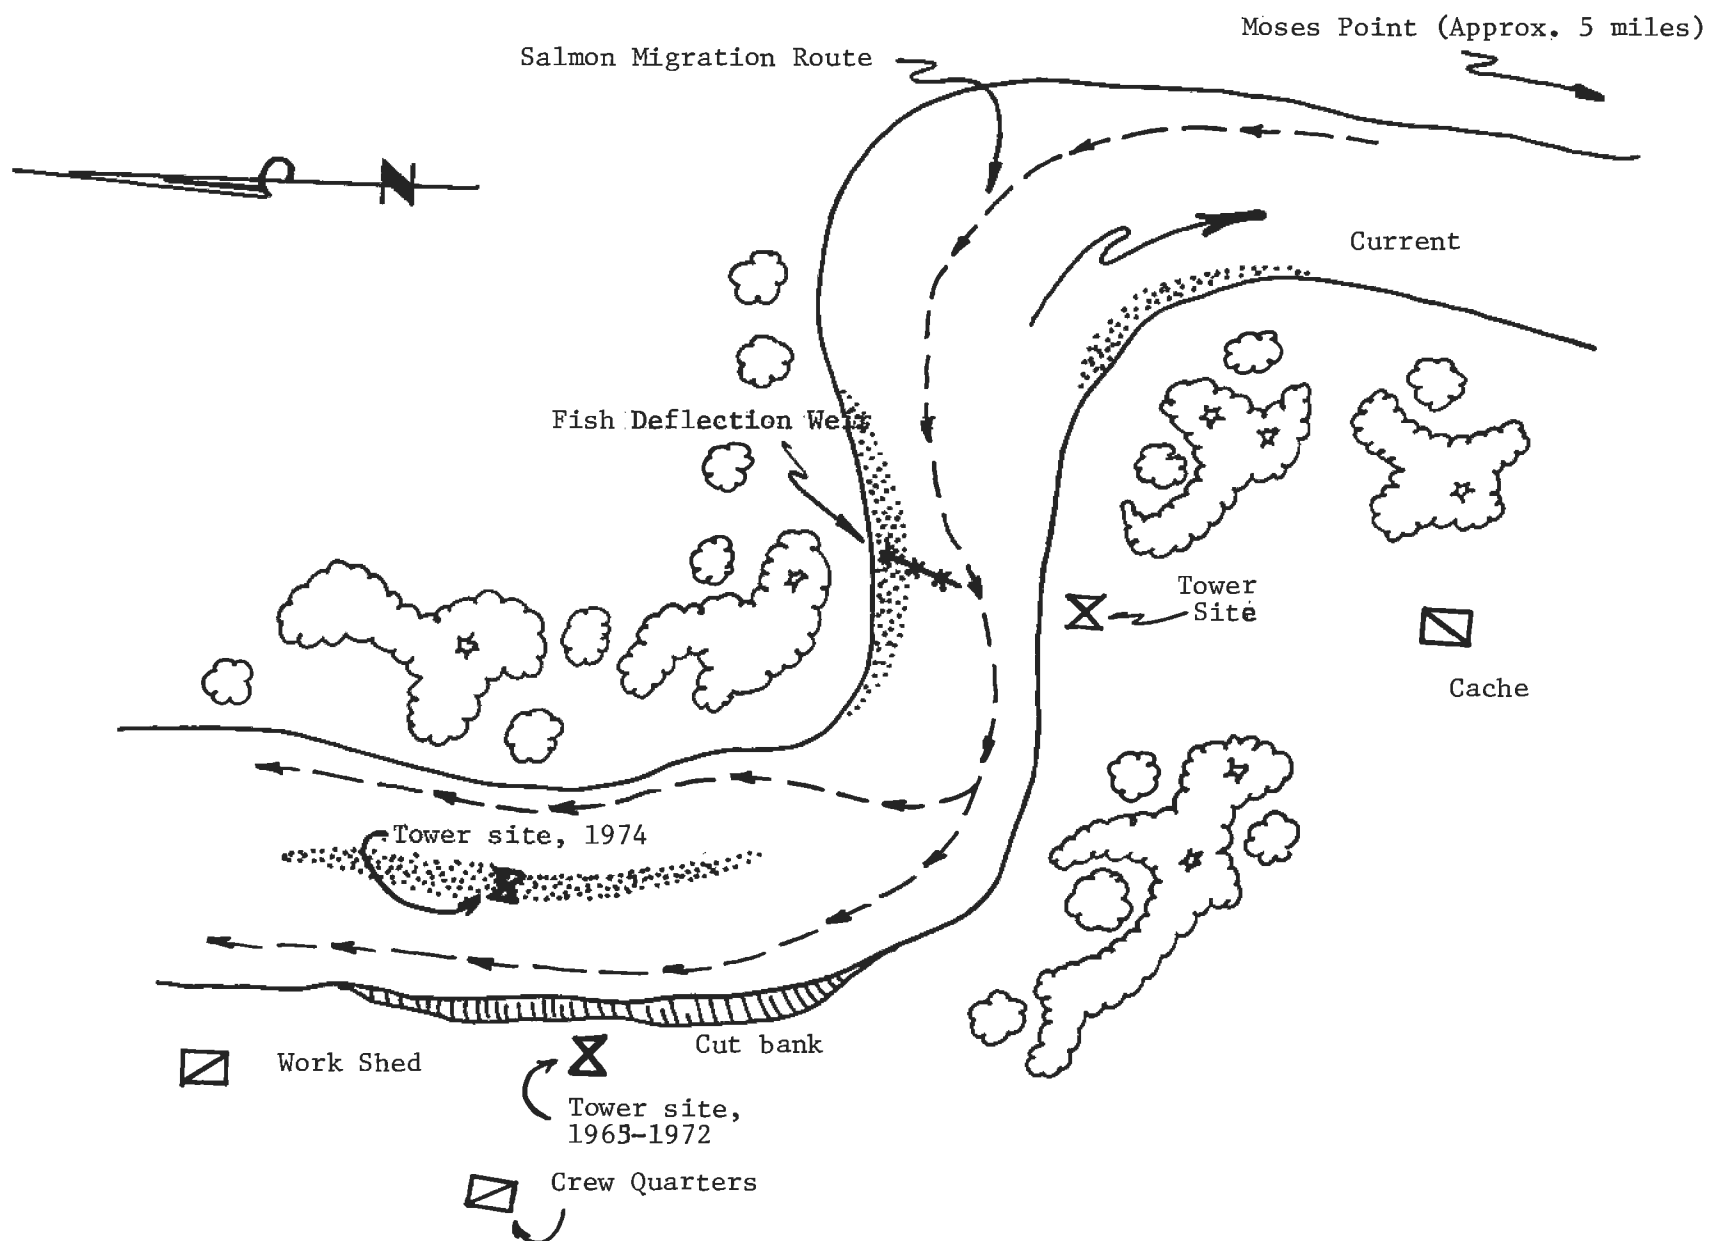 Moses Point (Approx. 5 miles)
Salmon Migration Route
N
Current
Fish Deflection Weir
Tower
Site
Cache
Tower site, 1974
Cut bank
Work Shed
Tower site,
1965-1972
Crew Quarters